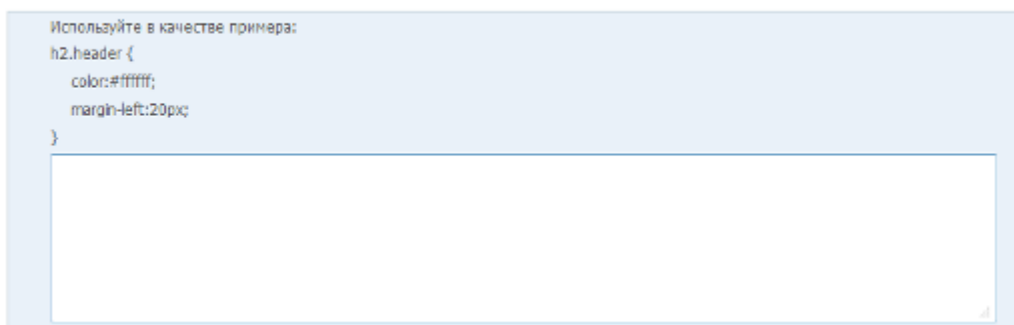 Используйте в качестве примера:
h2.header {
color:#ffffff;
margin-left:20px;
}